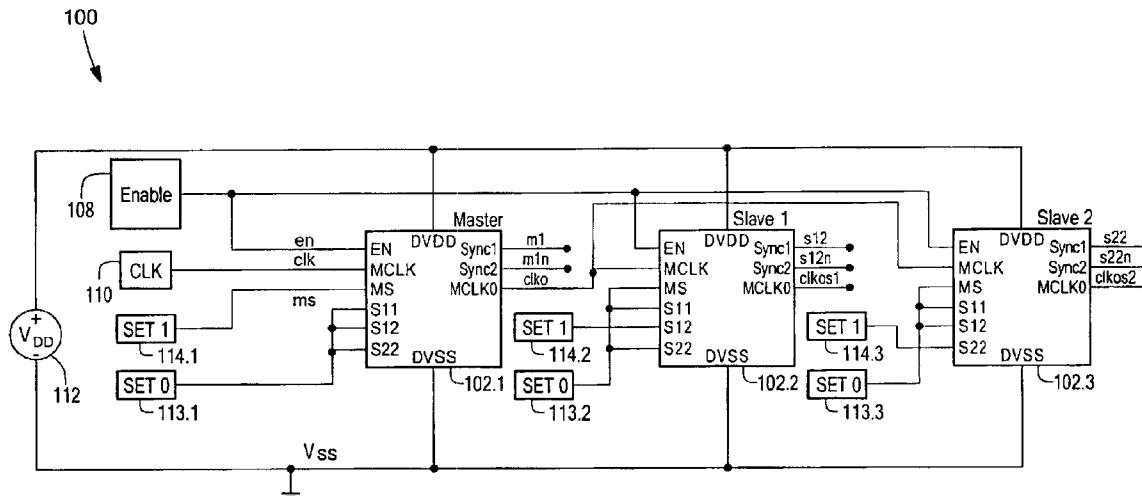 100
108
Enable
110
CLK
en
clk
ms
SET 1
114.1
SET 0
113.1
+
VDD
-
112
Master
DVDD
EN
MCLK
MS
S11
S12
S22
Sync1
Sync2
MCLK0
DVSS
m1
m1n
clko
102.1
SET 1
114.2
SET 0
113.2
Slave 1
DVDD
EN
MCLK
MS
S11
S12
S22
Sync1
Sync2
MCLK0
DVSS
s12
s12n
clkos1
102.2
SET 1
114.3
SET 0
113.3
Slave 2
DVDD
EN
MCLK
MS
S11
S12
S22
Sync1
Sync2
MCLK0
DVSS
s22
s22n
clkos2
102.3
VSS